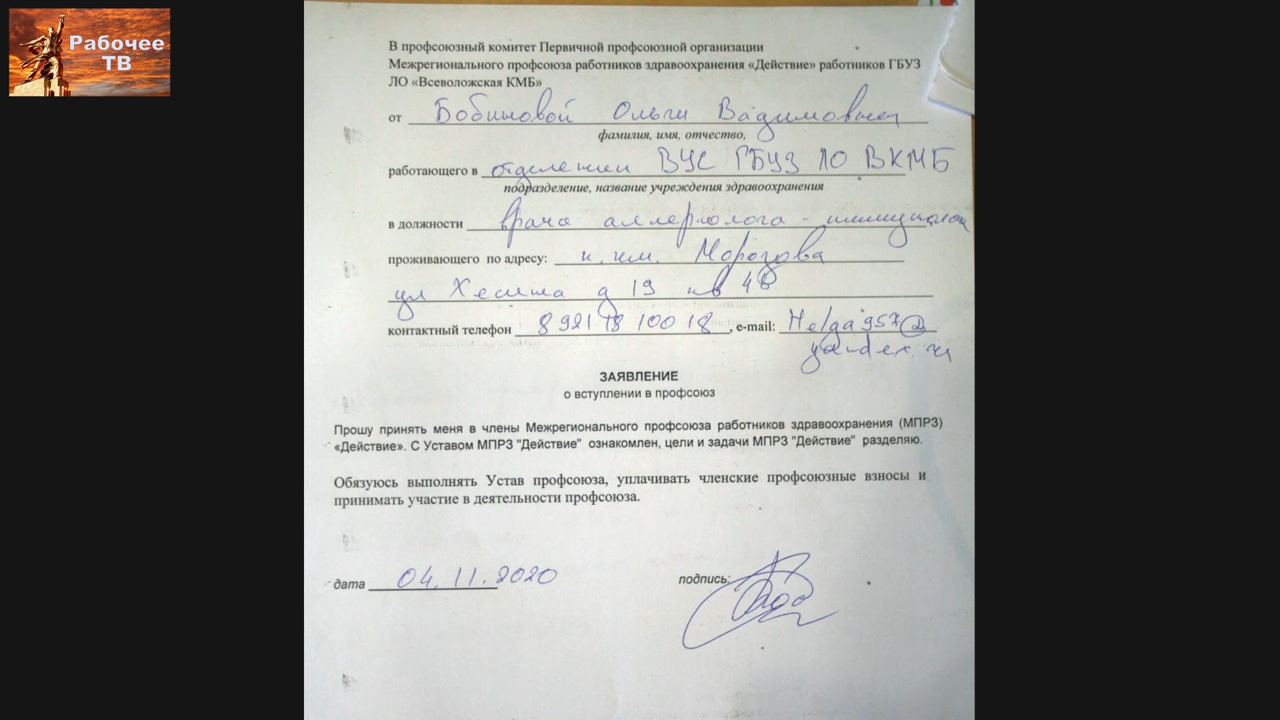 Рабочее
ТВ
В профсоюзный комитет Первичной профсоюзной организации
Межрегионального профсоюза работников здравоохранения «Действие» работников ГБУЗ
ЛО «Всеволожская КМБ»
от Бобиновой Ольги Вадимовны
фамилия, имя, отчество,
работающего в отделении ВУС ГБУЗ ЛО ВКМБ
подразделение, название учреждения здравоохранения
в должности врача аллерголога - иммунолога
проживающего по адресу: Морозова
ул д 19 кв 48
контактный телефон 8 921 18 100 18, e-mail: Helga957@
yandex.ru
ЗАЯВЛЕНИЕ
о вступлении в профсоюз
Прошу принять меня в члены Межрегионального профсоюза работников здравоохранения (МПРЗ)
«Действие». С Уставом МПРЗ "Действие" ознакомлен, цели и задачи МПРЗ "Действие" разделяю.
Обязуюсь выполнять Устав профсоюза, уплачивать членские профсоюзные взносы и
принимать участие в деятельности профсоюза.
дата 04.11.2020 подпись: